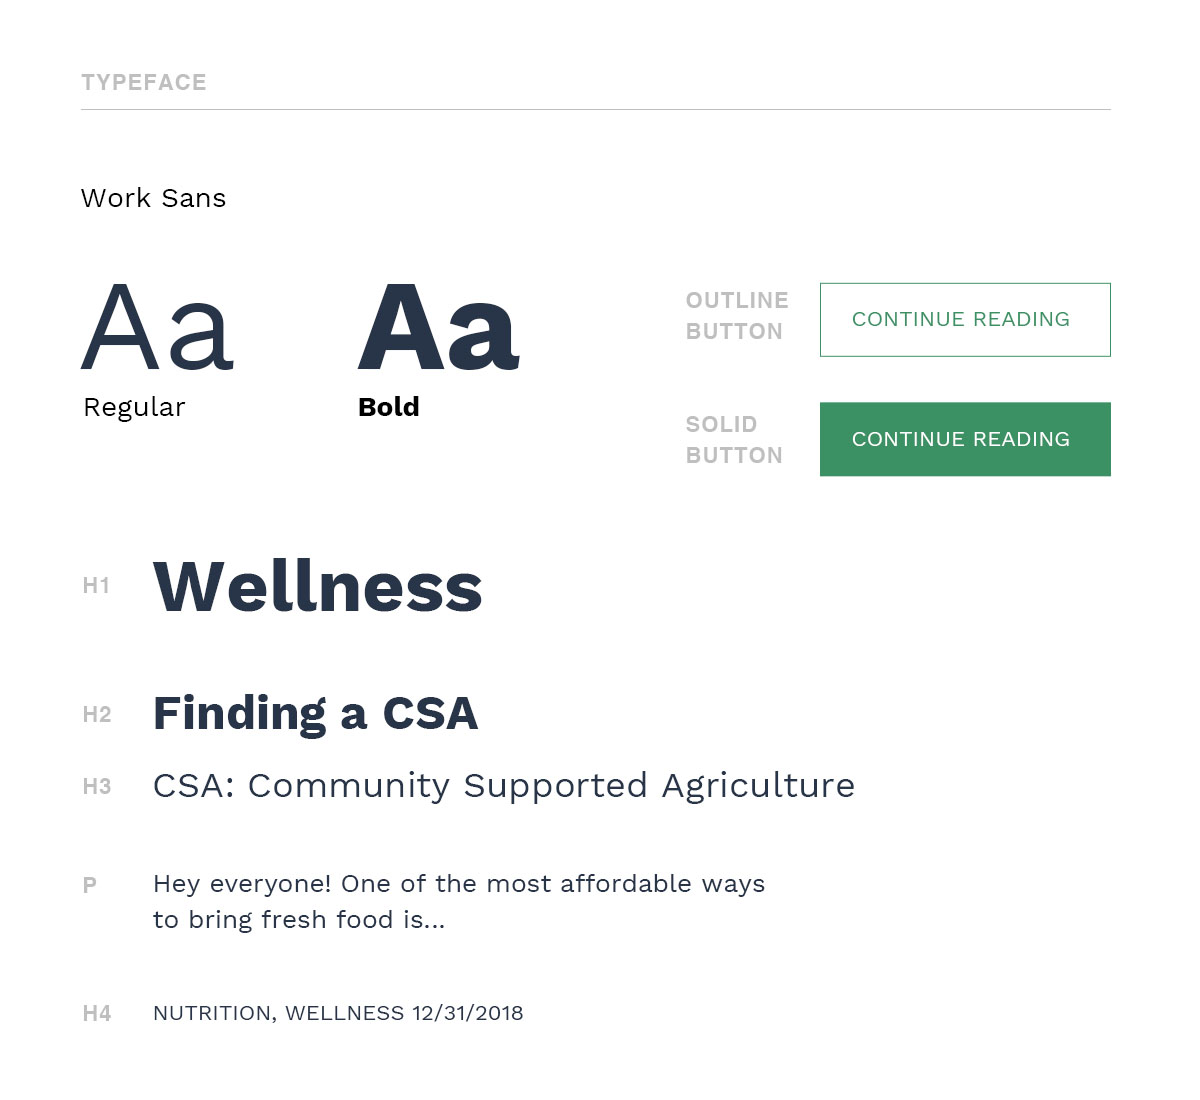 TYPEFACE
Work Sans
Aa
Regular
Aa
Bold
OUTLINE
BUTTON
CONTINUE READING
SOLID
BUTTON
CONTINUE READING
H1 Wellness
H2 Finding a CSA
H3 CSA: Community Supported Agriculture
P Hey everyone! One of the most affordable ways
to bring fresh food is...
H4 NUTRITION, WELLNESS 12/31/2018